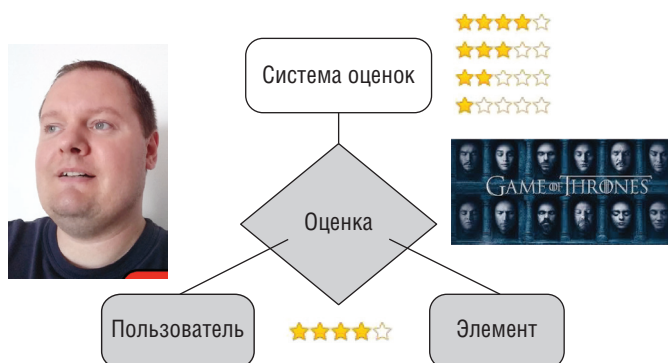 Система оценок
GAME OF THRONES
Оценка
Пользователь
Элемент